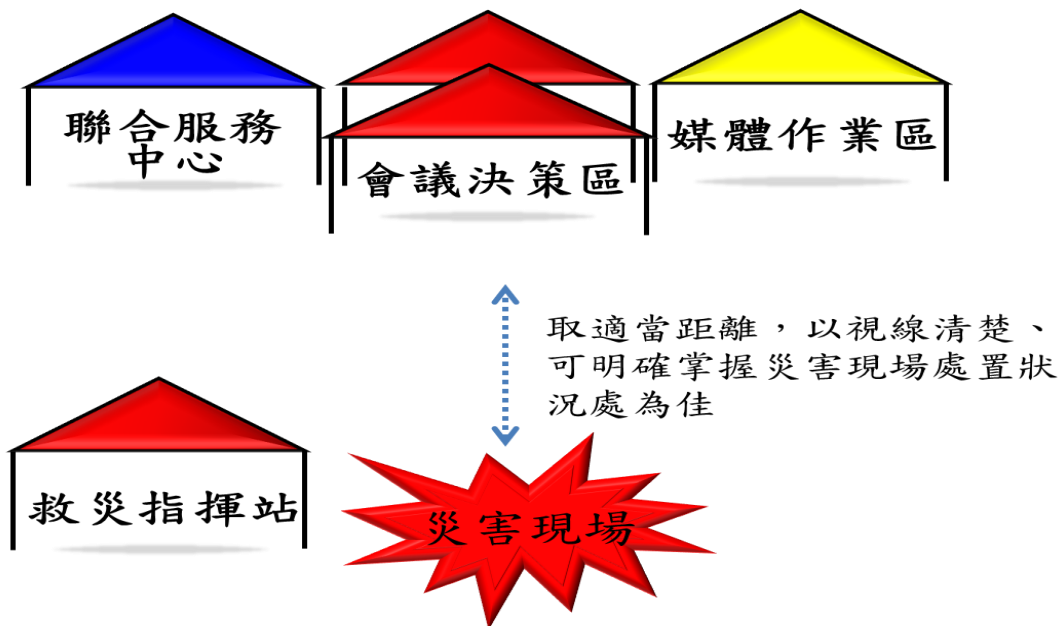 聯合服務
中心
會議決策區
媒體作業區
取適當距離，以視線清楚、
可明確掌握災害現場處置狀
況處為佳
救災指揮站
災害現場